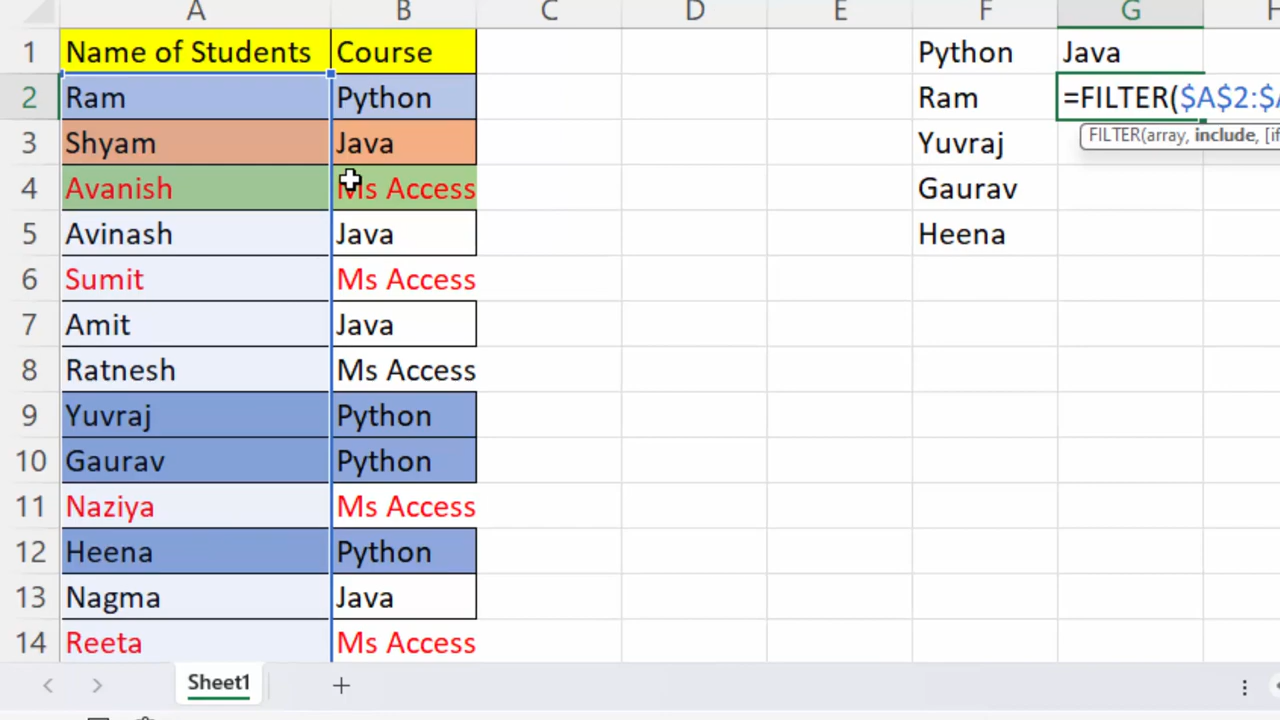 A B C D E F G H
1 Name of Students Course Python Java
2 Ram Python Ram =FILTER($A$2:$A
FILTER(array, include, [if
3 Shyam Java Yuvraj
4 Avanish Ms Access Gaurav
5 Avinash Java Heena
6 Sumit Ms Access
7 Amit Java
8 Ratnesh Ms Access
9 Yuvraj Python
10 Gaurav Python
11 Naziya Ms Access
12 Heena Python
13 Nagma Java
14 Reeta Ms Access
Sheet1